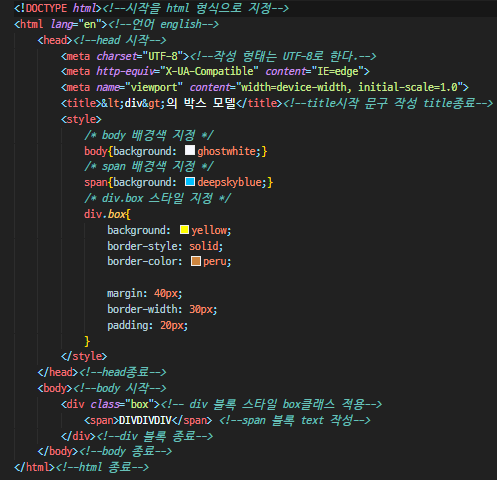 <!DOCTYPE html><!--시작을 html 형식으로 지정-->
<html lang="en"><!--언어 english-->
<head><!--head 시작-->
<meta charset="UTF-8"><!--작성 형태는 UTF-8로 한다.-->
<meta http-equiv="X-UA-Compatible" content="IE=edge">
<meta name="viewport" content="width=device-width, initial-scale=1.0">
<title>&lt;div&gt;의 박스 모델</title><!--title시작 문구 작성 title종료-->
<style>
/* body 배경색 지정 */
body{background: ghostwhite;}
/* span 배경색 지정 */
span{background: deepskyblue;}
/* div.box 스타일 지정 */
div.box{
background: yellow;
border-style: solid;
border-color: peru;
margin: 40px;
border-width: 30px;
padding: 20px;
}
</style>
</head><!--head종료-->
<body><!--body 시작-->
<div class="box"><!-- div 블록 스타일 box클래스 적용-->
<span>DIVDIVDIV</span> <!--span 블록 text 작성-->
</div><!--div 블록 종료-->
</body><!--body 종료-->
</html><!--html 종료-->